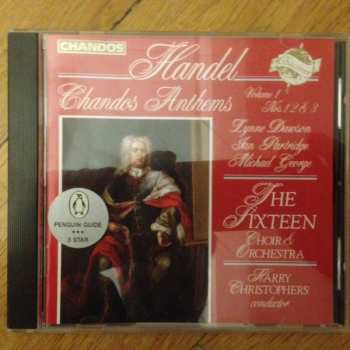 CHANDOS
Handel
Chandos Anthems
Volume 1
Nos. 1, 2 & 3
Lynne Dawson
Ian Partridge
Michael George
THE
SIXTEEN
CHOIR &
ORCHESTRA
HARRY
CHRISTOPHERS
conductor
PENGUIN GUIDE
★★★
3 STAR